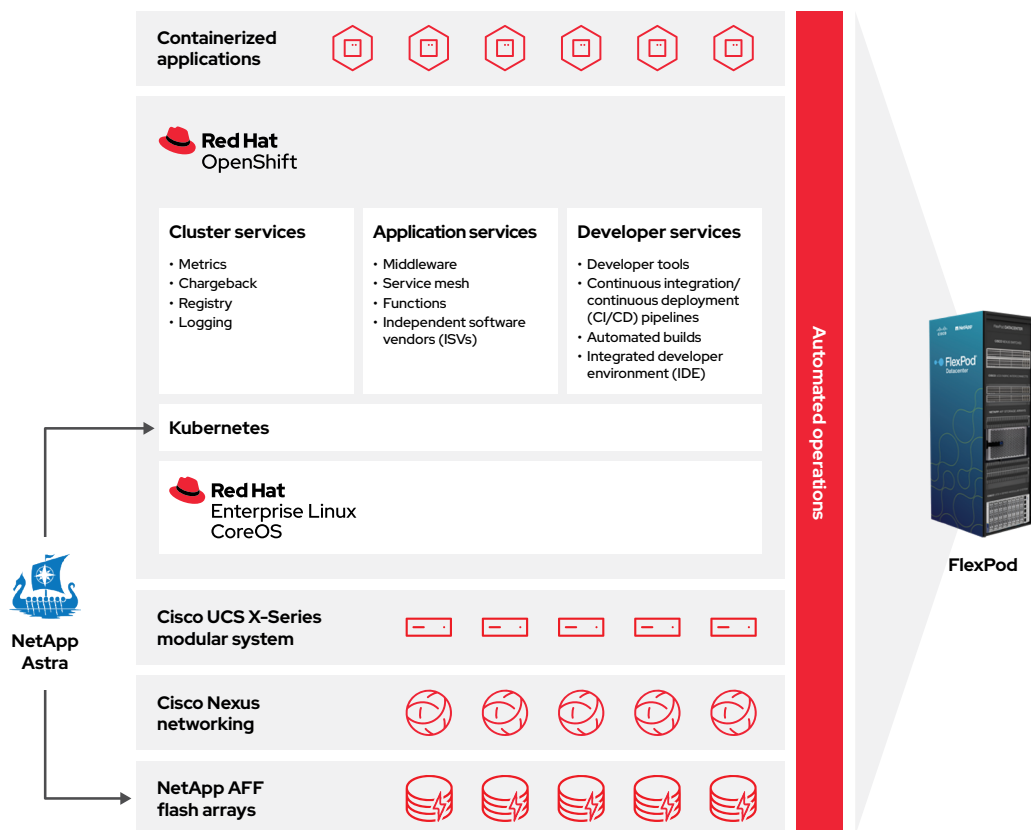 Containerized
applications
Red Hat
OpenShift
Cluster services
• Metrics
• Chargeback
• Registry
• Logging
Application services
• Middleware
• Service mesh
• Functions
• Independent software
vendors (ISVs)
Developer services
• Developer tools
• Continuous integration/
continuous deployment
(CI/CD) pipelines
• Automated builds
• Integrated developer
environment (IDE)
Kubernetes
Red Hat
Enterprise Linux
CoreOS
NetApp
Astra
Cisco UCS X-Series
modular system
Cisco Nexus
networking
NetApp AFF
flash arrays
Automated operations
FlexPod
Datacenter
FlexPod